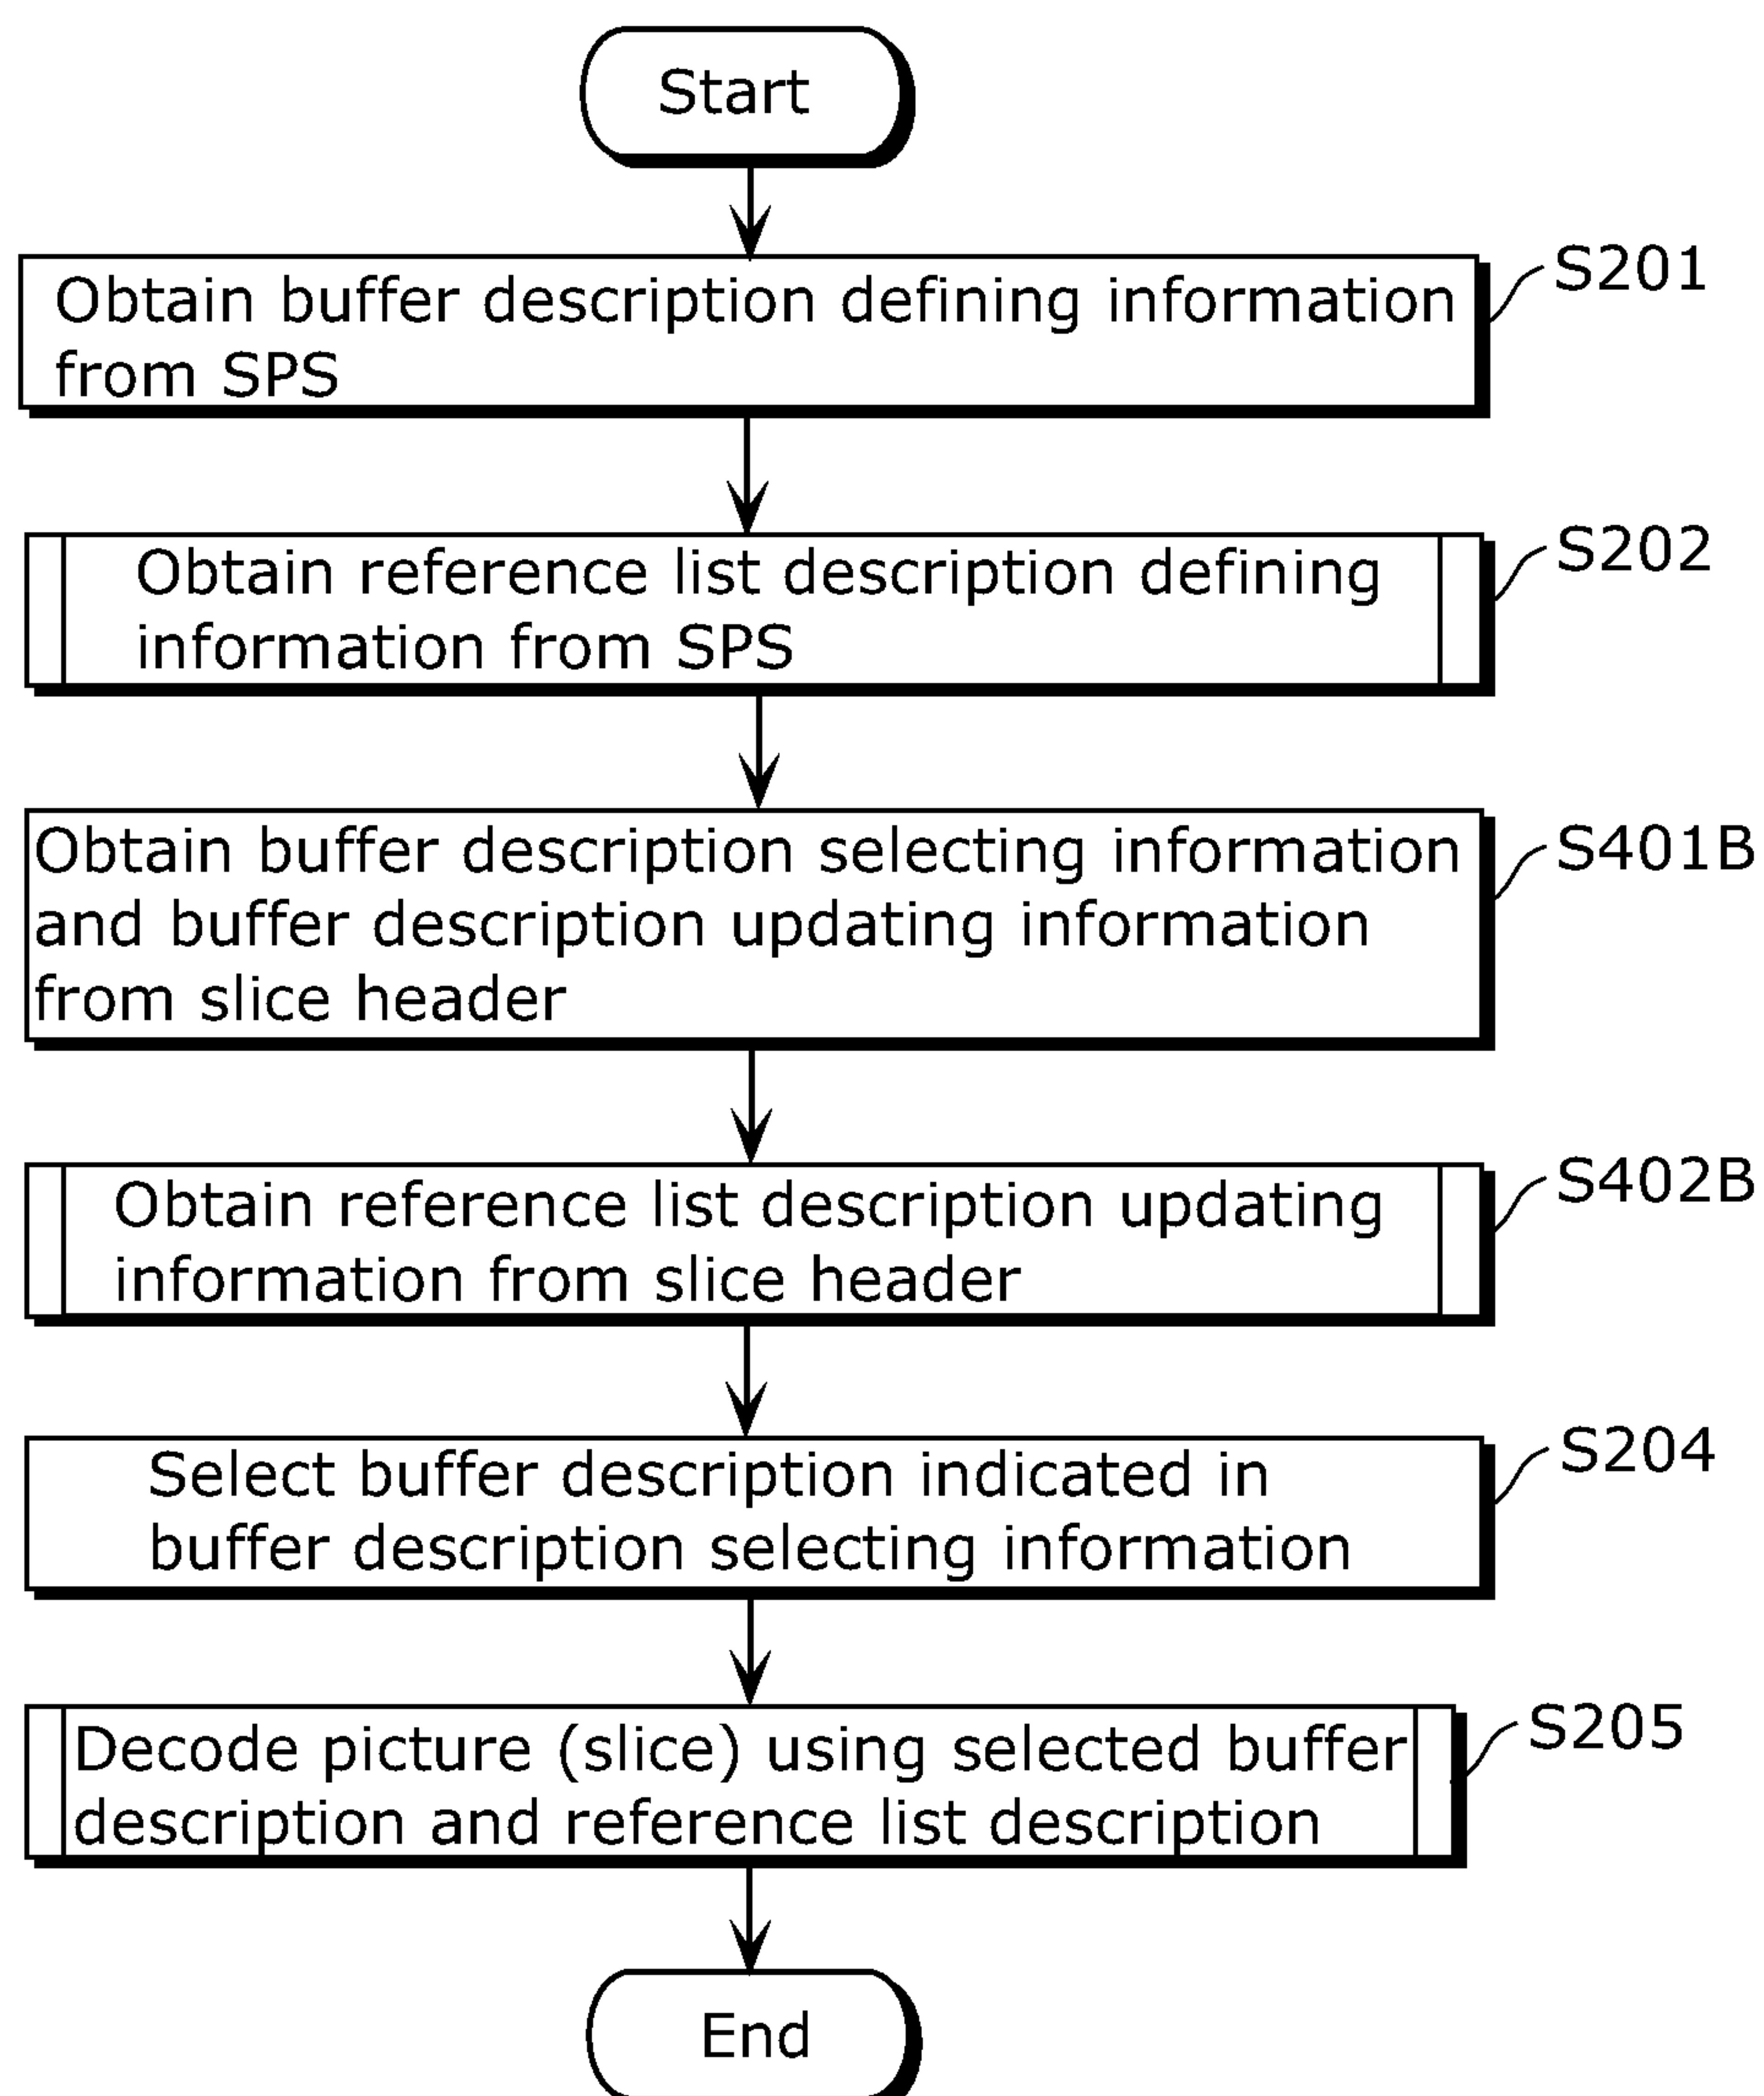 Start
Obtain buffer description defining information
from SPS
S201
Obtain reference list description defining
information from SPS
S202
Obtain buffer description selecting information
and buffer description updating information
from slice header
S401B
Obtain reference list description updating
information from slice header
S402B
Select buffer description indicated in
buffer description selecting information
S204
Decode picture (slice) using selected buffer
description and reference list description
S205
End